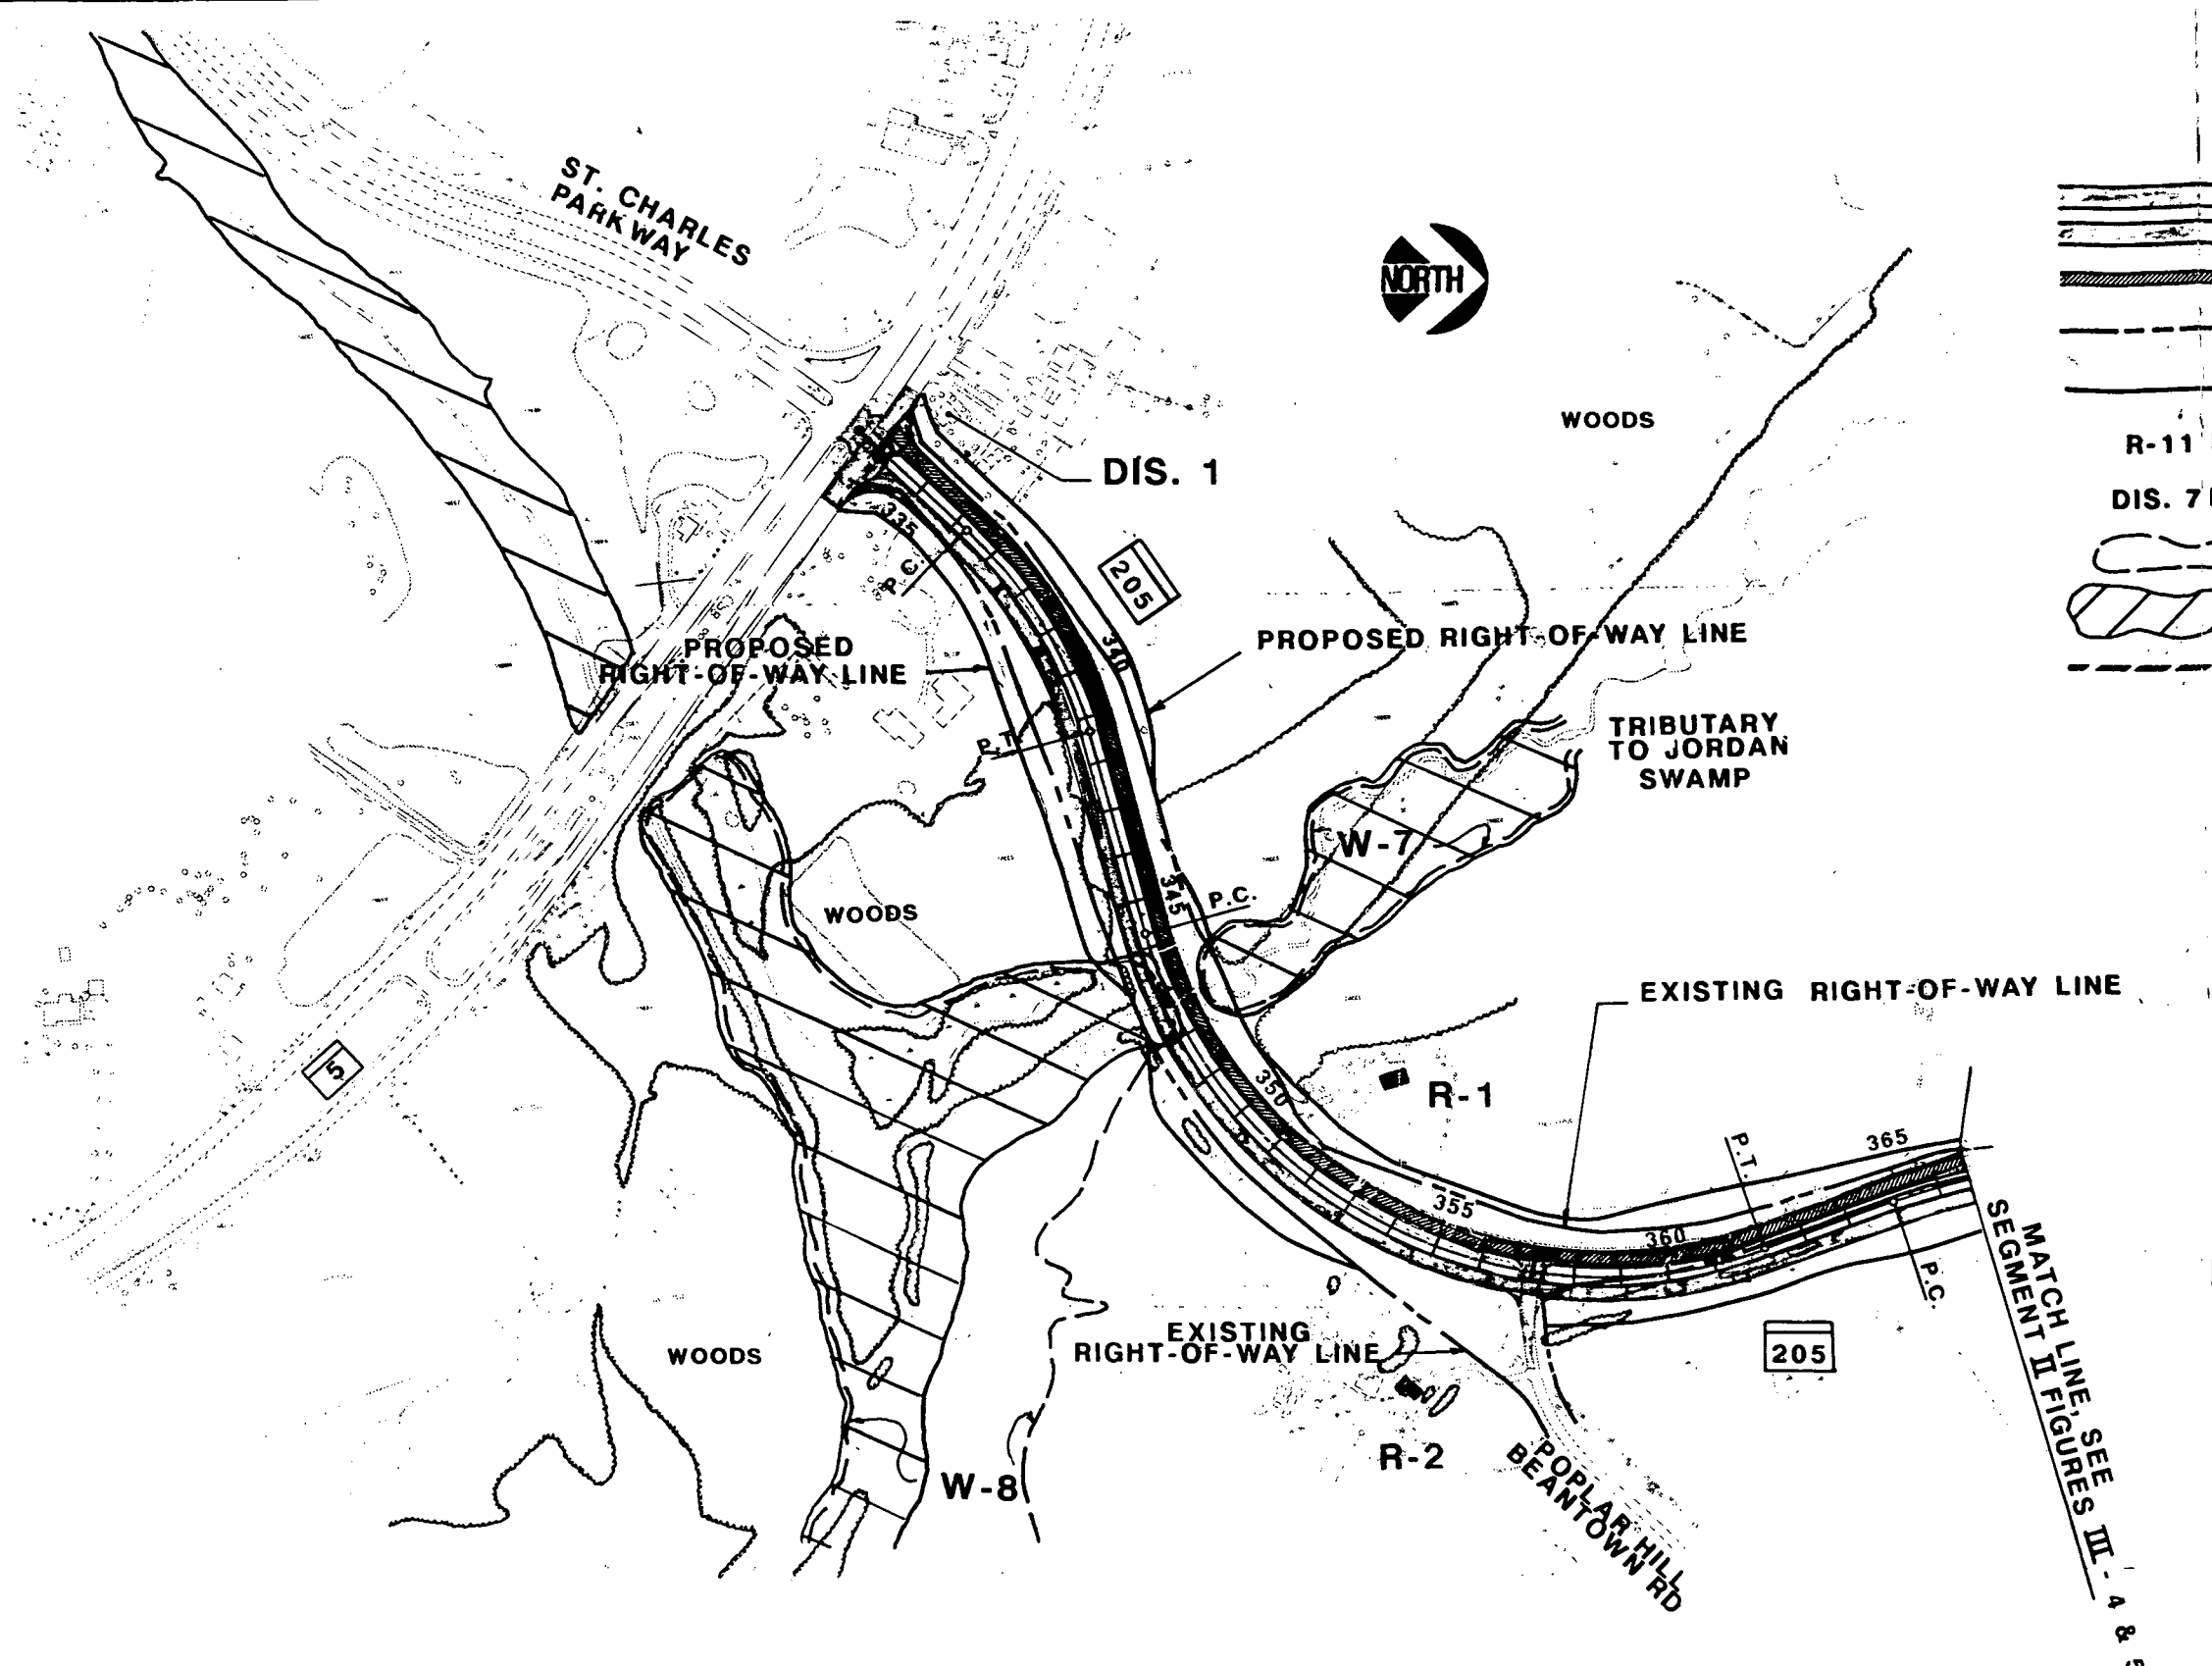 ST. CHARLES
PARKWAY
NORTH
WOODS
R-11
DIS. 7
DIS. 1
335
P.C.
205
340
PROPOSED
RIGHT-OF-WAY LINE
PROPOSED RIGHT-OF-WAY LINE
P.T.
TRIBUTARY
TO JORDAN
SWAMP
W-7
345
P.C.
WOODS
EXISTING RIGHT-OF-WAY LINE
5
350
R-1
355
P.T.
365
360
P.C.
205
EXISTING
RIGHT-OF-WAY LINE
WOODS
R-2
W-8
POPLAR HILL
BEANTOWN RD
MATCH LINE, SEE
SEGMENT II FIGURES III - 4 & 5